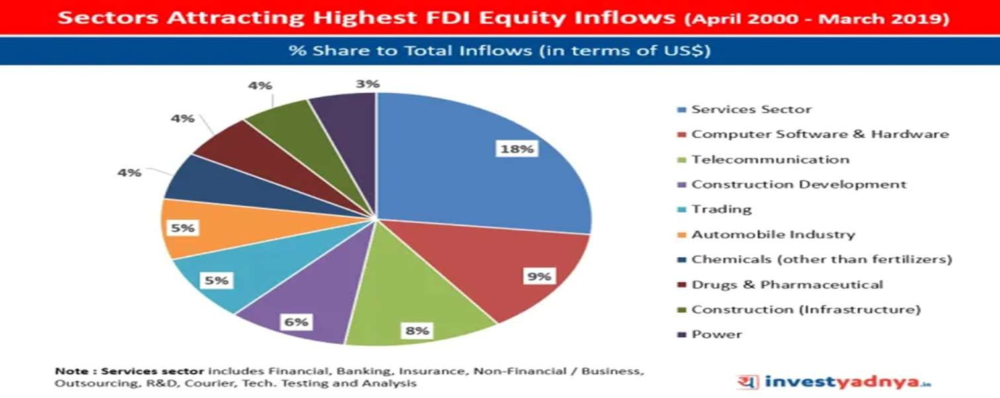 Sectors Attracting Highest FDI Equity Inflows (April 2000 - March 2019)
% Share to Total Inflows (in terms of US$)
4%
3%
4%
4%
18%
5%
9%
5%
6%
8%
Services Sector
Computer Software & Hardware
Telecommunication
Construction Development
Trading
Automobile Industry
Chemicals (other than fertilizers)
Drugs & Pharmaceutical
Construction (Infrastructure)
Power
Note : Services sector includes Financial, Banking, Insurance, Non-Financial / Business,
Outsourcing, R&D, Courier, Tech. Testing and Analysis
य investyadnya.in